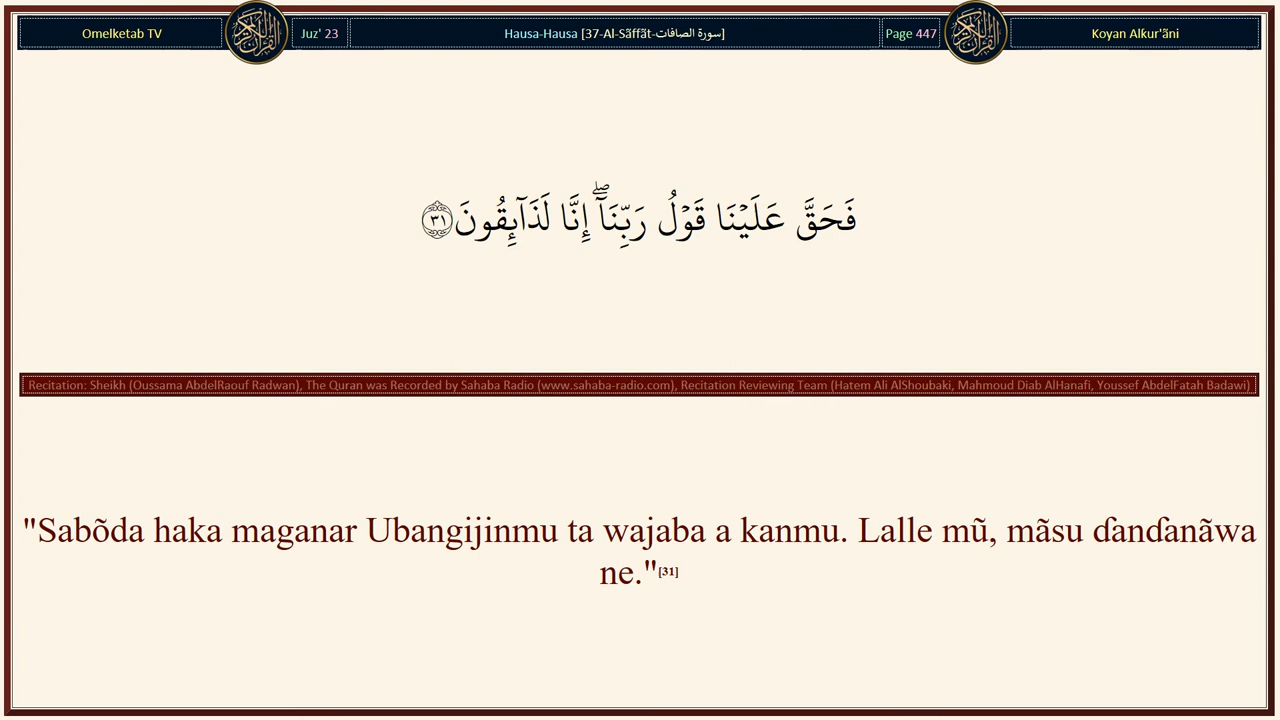 Omelketab TV
Juz' 23
Hausa-Hausa [37-Al-Sãffãt-سورة الصافات]
Page 447
Koyan Alƙur'ãni
فَحَقَّ عَلَيْنَا قَوْلُ رَبِّنَآۖ إِنَّا لَذَآئِقُونَ ٣١
Recitation: Sheikh (Oussama AbdelRaouf Radwan), The Quran was Recorded by Sahaba Radio (www.sahaba-radio.com), Recitation Reviewing Team (Hatem Ali AlShoubaki, Mahmoud Diab AlHanafi, Youssef AbdelFatah Badawi)
"Sabõda haka maganar Ubangijinmu ta wajaba a kanmu. Lalle mũ, mãsu ɗanɗanãwa
ne."[31]